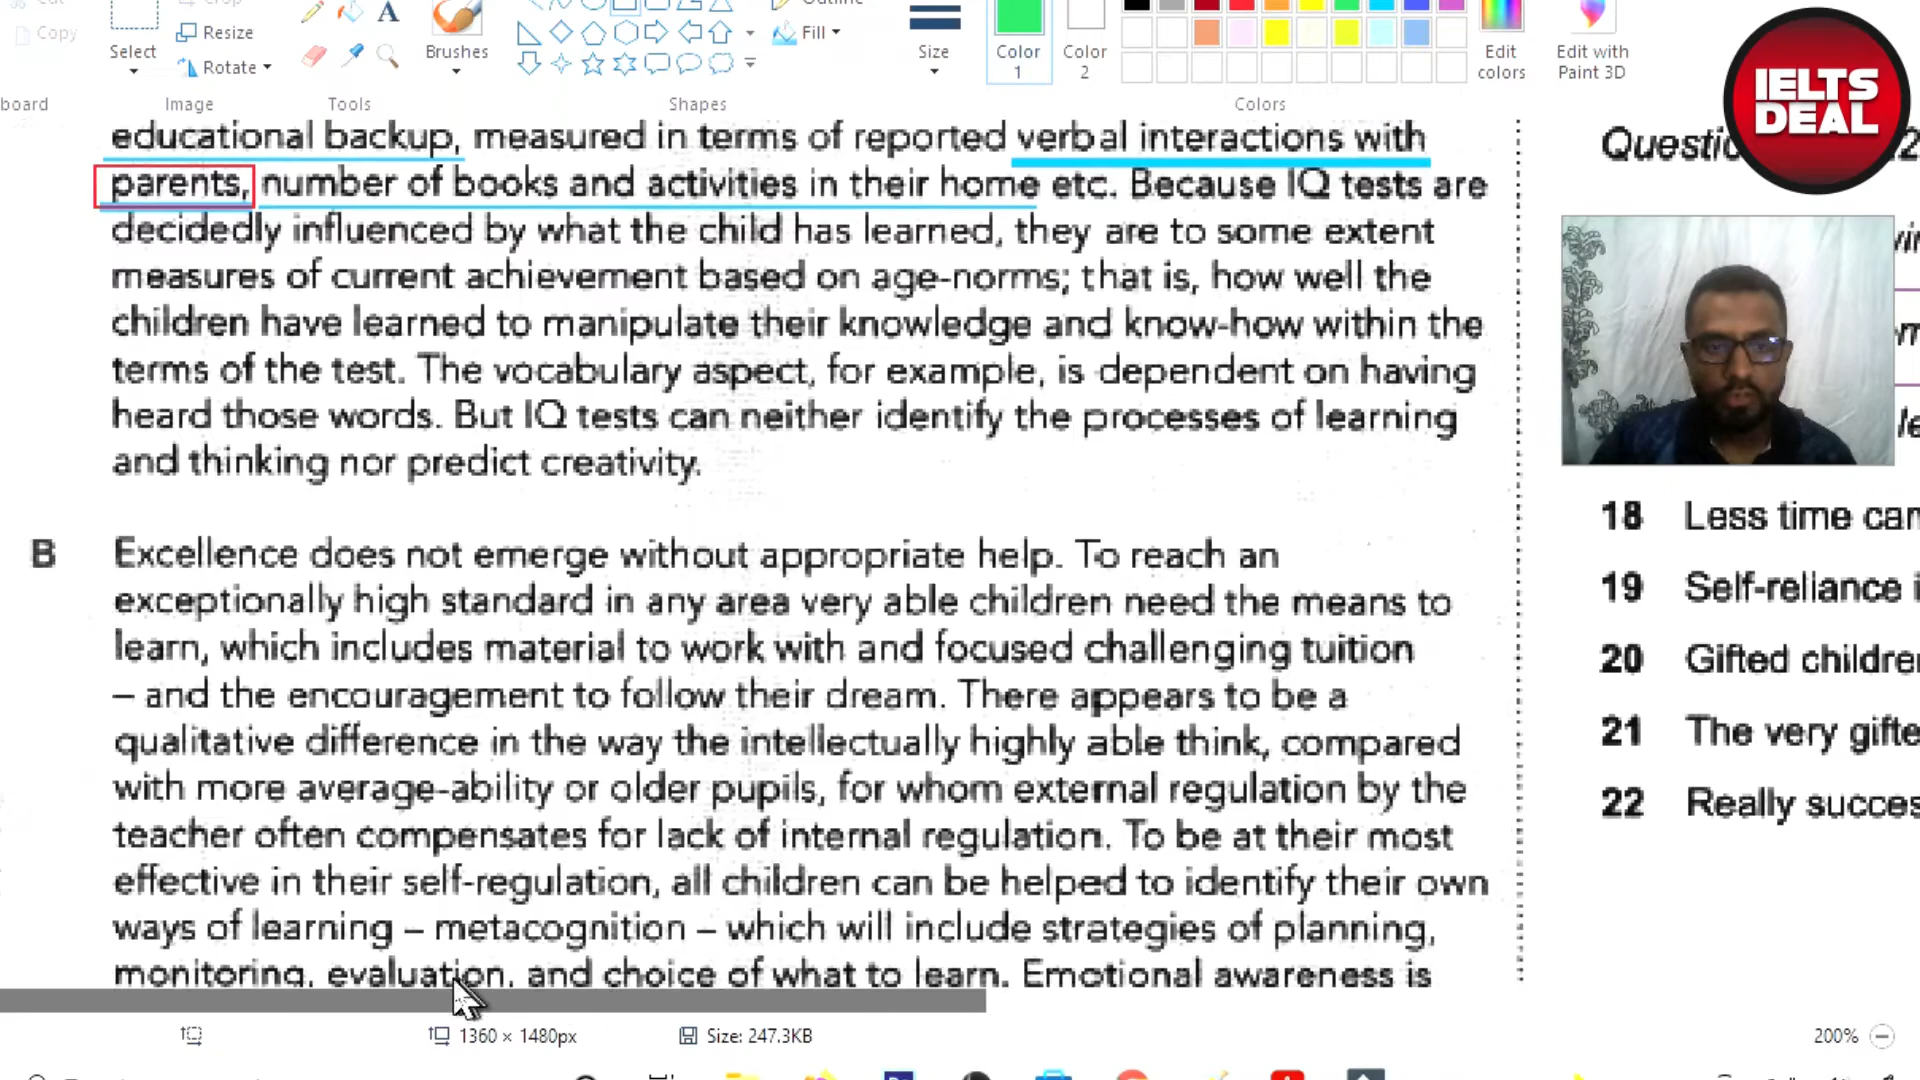 Cut
Crop
Outline
Copy
Select
Resize
Rotate
Brushes
Fill
Size
Color 1
Color 2
Edit colors
Edit with Paint 3D
board
Image
Tools
Shapes
Colors
IELTS
DEAL
educational backup, measured in terms of reported verbal interactions with
parents, number of books and activities in their home etc. Because IQ tests are
decidedly influenced by what the child has learned, they are to some extent
measures of current achievement based on age-norms; that is, how well the
children have learned to manipulate their knowledge and know-how within the
terms of the test. The vocabulary aspect, for example, is dependent on having
heard those words. But IQ tests can neither identify the processes of learning
and thinking nor predict creativity.
B Excellence does not emerge without appropriate help. To reach an
exceptionally high standard in any area very able children need the means to
learn, which includes material to work with and focused challenging tuition
– and the encouragement to follow their dream. There appears to be a
qualitative difference in the way the intellectually highly able think, compared
with more average-ability or older pupils, for whom external regulation by the
teacher often compensates for lack of internal regulation. To be at their most
effective in their self-regulation, all children can be helped to identify their own
ways of learning – metacognition – which will include strategies of planning,
monitoring, evaluation, and choice of what to learn. Emotional awareness is
18 Less time can
19 Self-reliance i
20 Gifted childre
21 The very gifte
22 Really succes
1360 × 1480px
Size: 247.3KB
200%